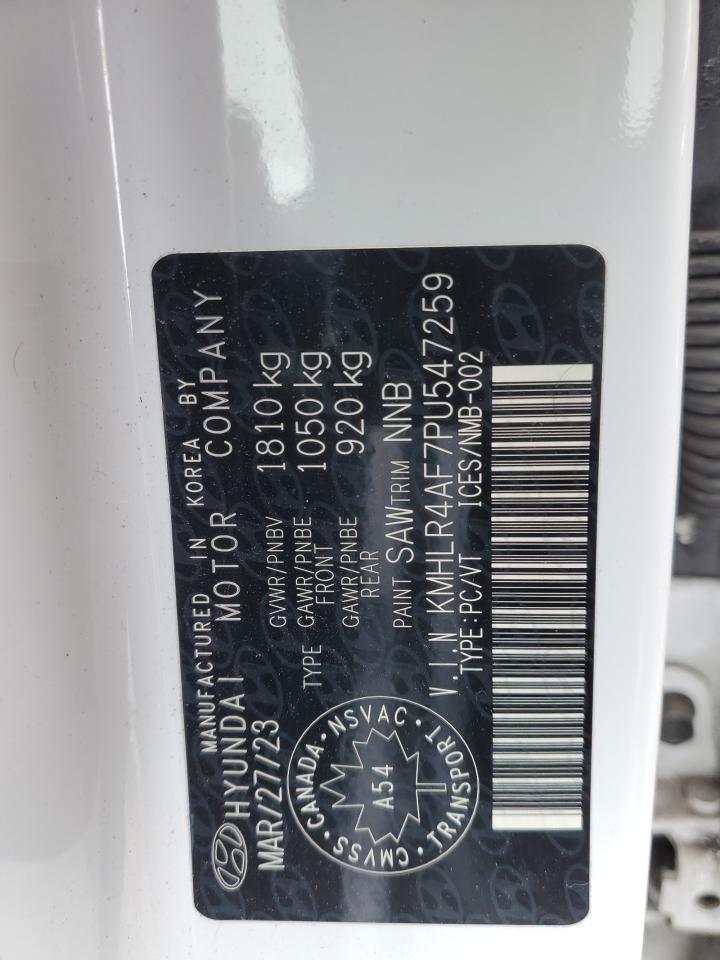 MANUFACTURED IN KOREA BY
HYUNDAI MOTOR COMPANY
MAR/27/23
GVWR/PNBV 1810 kg
TYPE GAWR/PNBE FRONT 1050 kg
GAWR/PNBE REAR 920 kg
PAINT SAW TRIM NNB
V.I.N KMHLR4AF7PU547259
TYPE:PC/VT ICES/NMB-002
CANADA · NSVAC · TRANSPORT · CMVSS ·
A54